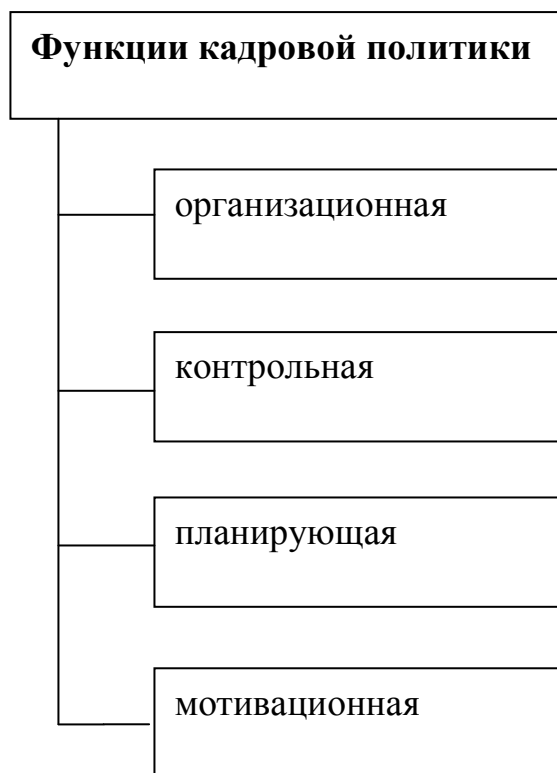 Функции кадровой политики
организационная
контрольная
планирующая
мотивационная